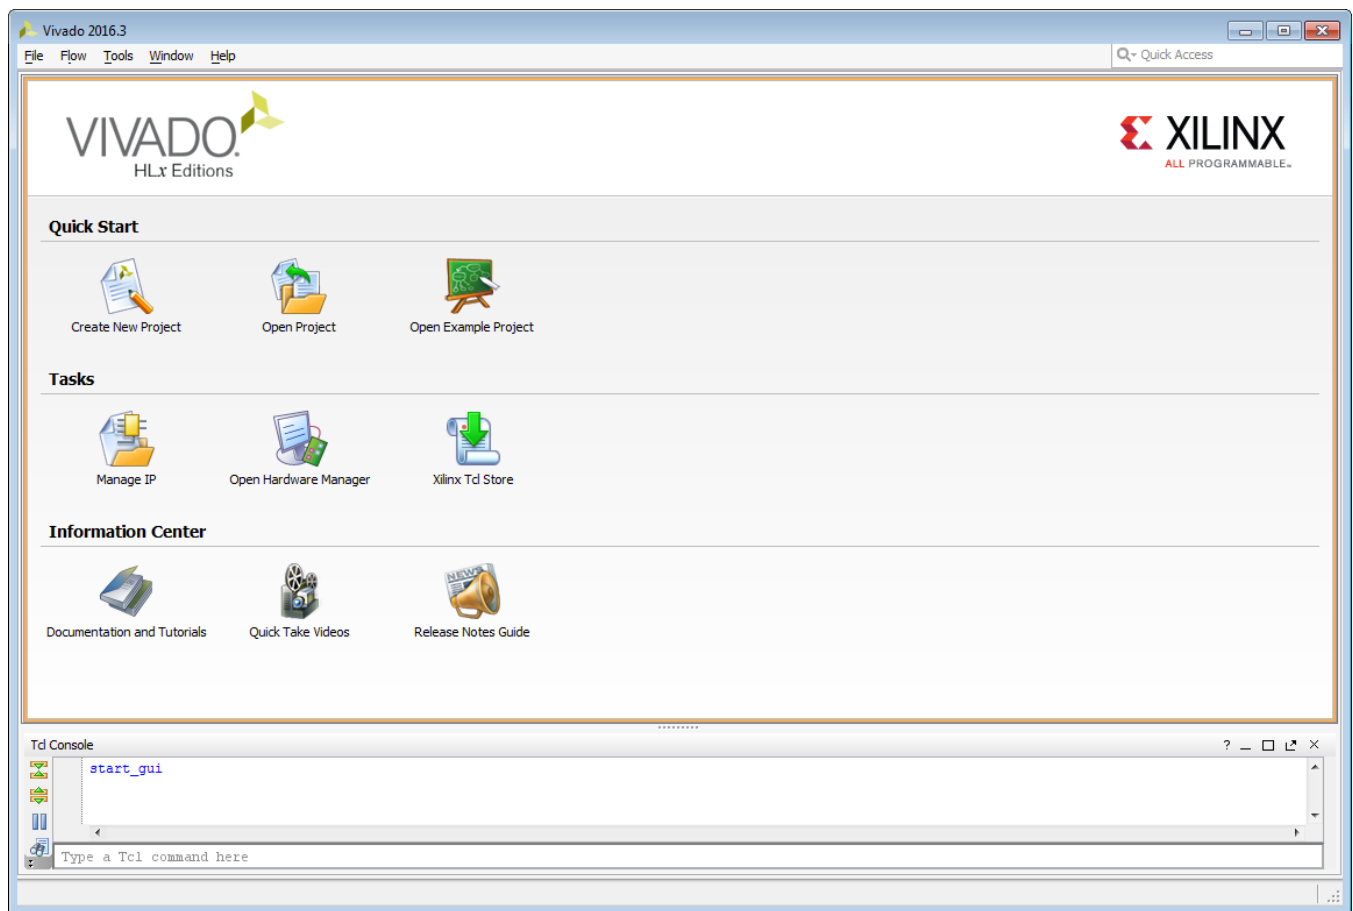 Vivado 2016.3
File Flow Tools Window Help
Quick Access
VIVADO.
HLx Editions
XILINX
ALL PROGRAMMABLE™
Quick Start
Create New Project
Open Project
Open Example Project
Tasks
Manage IP
Open Hardware Manager
Xilinx Tcl Store
Information Center
NEWS
Documentation and Tutorials
Quick Take Videos
Release Notes Guide
Tcl Console
start_gui
Type a Tcl command here